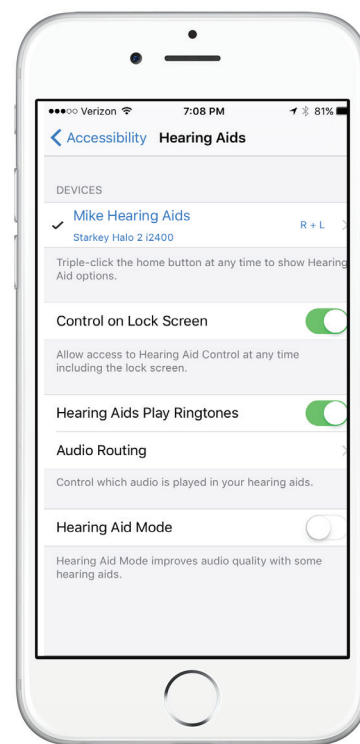 Verizon 7:08 PM 81%
Accessibility Hearing Aids
DEVICES
Mike Hearing Aids
R + L
Starkey Halo 2 i2400
Triple-click the home button at any time to show Hearing
Aid options.
Control on Lock Screen
Allow access to Hearing Aid Control at any time
including the lock screen.
Hearing Aids Play Ringtones
Audio Routing
Control which audio is played in your hearing aids.
Hearing Aid Mode
Hearing Aid Mode improves audio quality with some
hearing aids.